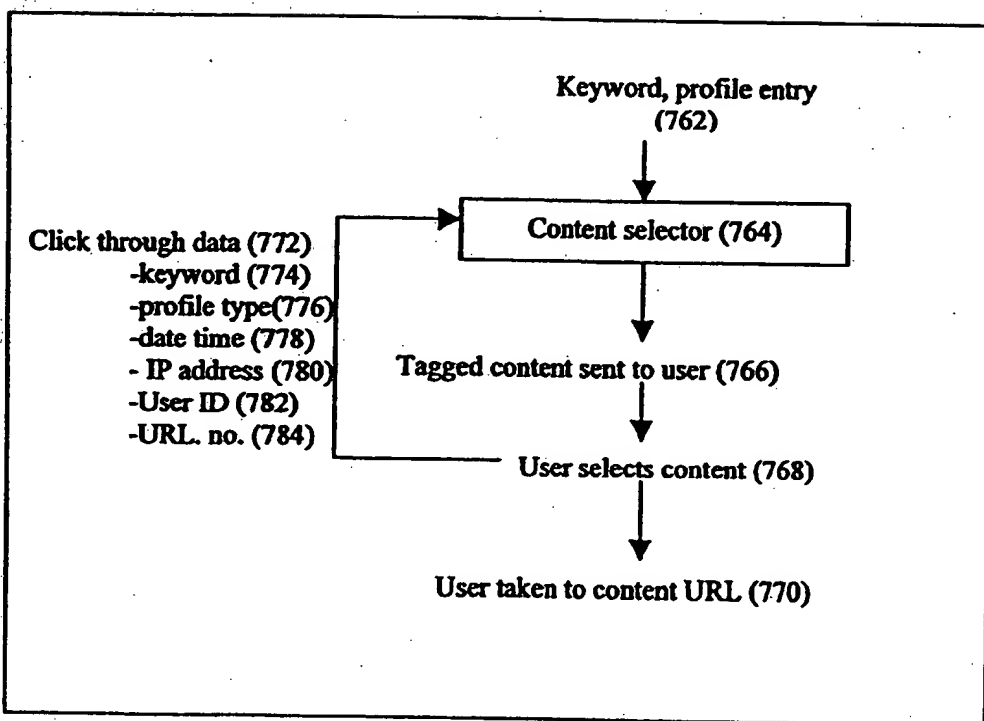 Keyword, profile entry
(762)
Content selector (764)
Click through data (772)
-keyword (774)
-profile type(776)
-date time (778)
- IP address (780)
-User ID (782)
-URL. no. (784)
Tagged content sent to user (766)
User selects content (768)
User taken to content URL (770)